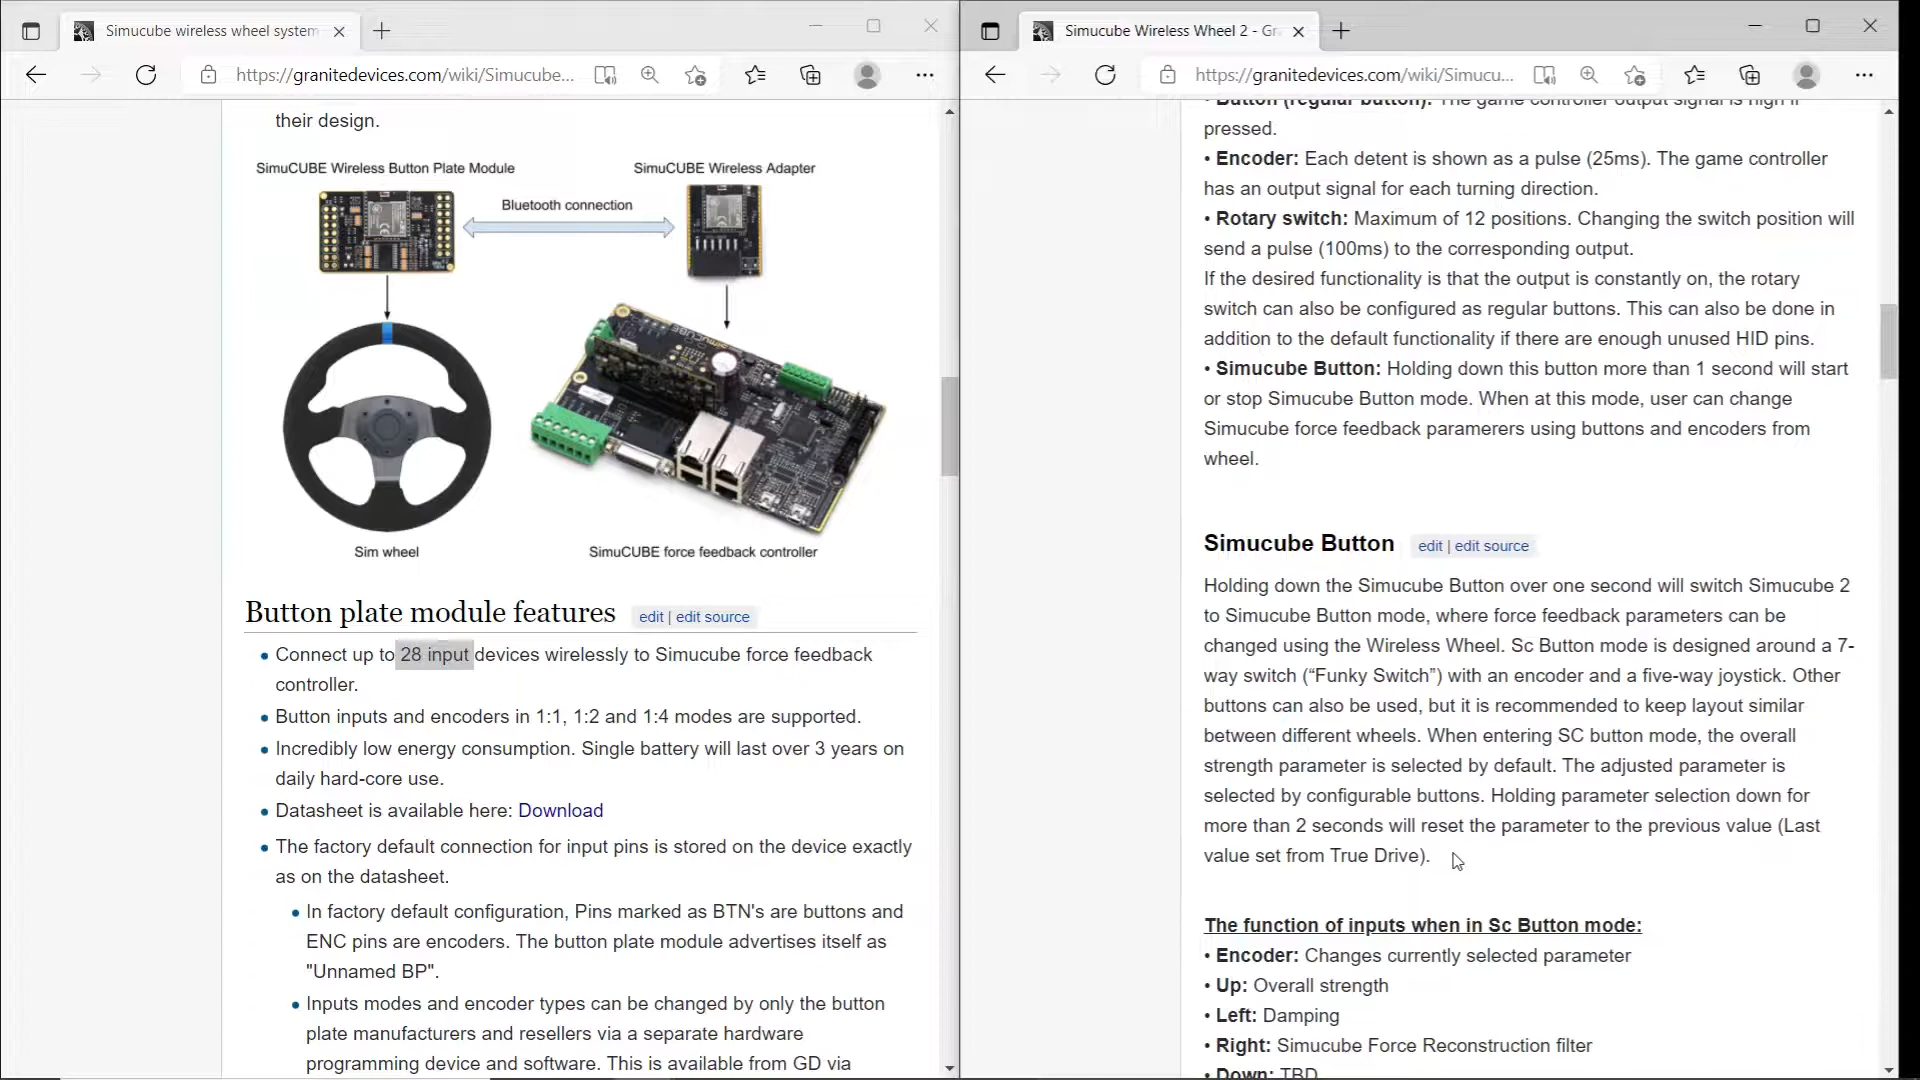 Simucube wireless wheel system
https://granitedevices.com/wiki/Simucube...
their design.
SimuCUBE Wireless Button Plate Module
SimuCUBE Wireless Adapter
Bluetooth connection
Sim wheel
SimuCUBE force feedback controller
Button plate module features
edit | edit source
• Connect up to 28 input devices wirelessly to Simucube force feedback
controller.
• Button inputs and encoders in 1:1, 1:2 and 1:4 modes are supported.
• Incredibly low energy consumption. Single battery will last over 3 years on
daily hard-core use.
• Datasheet is available here: Download
• The factory default connection for input pins is stored on the device exactly
as on the datasheet.
• In factory default configuration, Pins marked as BTN's are buttons and
ENC pins are encoders. The button plate module advertises itself as
"Unnamed BP".
• Inputs modes and encoder types can be changed by only the button
plate manufacturers and resellers via a separate hardware
programming device and software. This is available from GD via
Simucube Wireless Wheel 2 - Gr
https://granitedevices.com/wiki/Simucu...
• Button (regular button): The game controller output signal is high if
pressed.
• Encoder: Each detent is shown as a pulse (25ms). The game controller
has an output signal for each turning direction.
• Rotary switch: Maximum of 12 positions. Changing the switch position will
send a pulse (100ms) to the corresponding output.
If the desired functionality is that the output is constantly on, the rotary
switch can also be configured as regular buttons. This can also be done in
addition to the default functionality if there are enough unused HID pins.
• Simucube Button: Holding down this button more than 1 second will start
or stop Simucube Button mode. When at this mode, user can change
Simucube force feedback paramerers using buttons and encoders from
wheel.
Simucube Button
edit | edit source
Holding down the Simucube Button over one second will switch Simucube 2
to Simucube Button mode, where force feedback parameters can be
changed using the Wireless Wheel. Sc Button mode is designed around a 7-
way switch (“Funky Switch”) with an encoder and a five-way joystick. Other
buttons can also be used, but it is recommended to keep layout similar
between different wheels. When entering SC button mode, the overall
strength parameter is selected by default. The adjusted parameter is
selected by configurable buttons. Holding parameter selection down for
more than 2 seconds will reset the parameter to the previous value (Last
value set from True Drive).
The function of inputs when in Sc Button mode:
• Encoder: Changes currently selected parameter
• Up: Overall strength
• Left: Damping
• Right: Simucube Force Reconstruction filter
• Down: TBD